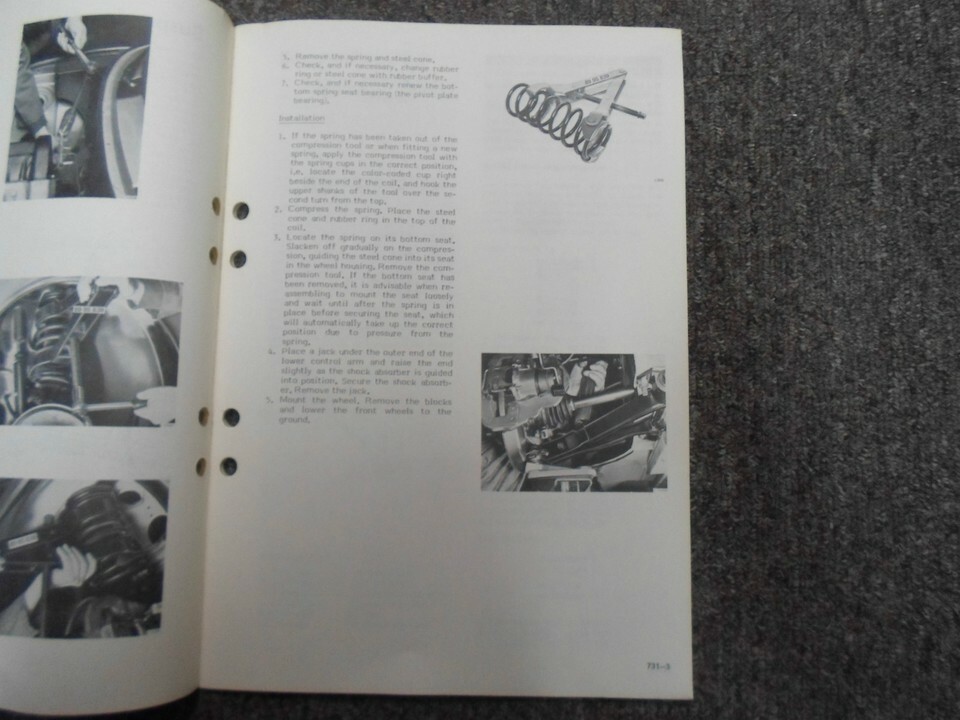 5. Remove the spring and steel cone.
6. Check, and if necessary, change rubber
ring or steel cone with rubber buffer.
7. Check, and if necessary renew the bot-
tom spring seat bearing (the pivot plate
bearing).
Installation
1. If the spring has been taken out of the
compression tool or when fitting a new
spring, apply the compression tool with
the spring cups in the correct position,
i.e. locate the color-coded cup right
beside the end of the coil, and hook the
upper shanks of the tool over the se-
cond turn from the top.
2. Compress the spring. Place the steel
cone and rubber ring in the top of the
coil.
3. Locate the spring on its bottom seat.
Slacken off gradually on the compres-
sion, guiding the steel cone into its seat
in the wheel housing. Remove the com-
pression tool. If the bottom seat has
been removed, it is advisable when re-
assembling to mount the seat loosely
and wait until after the spring is in
place before securing the seat, which
will automatically take up the correct
position due to pressure from the
spring.
4. Place a jack under the outer end of the
lower control arm and raise the end
slightly as the shock absorber is guided
into position. Secure the shock absorb-
er. Remove the jack.
5. Mount the wheel. Remove the blocks
and lower the front wheels to the
ground.
731-3